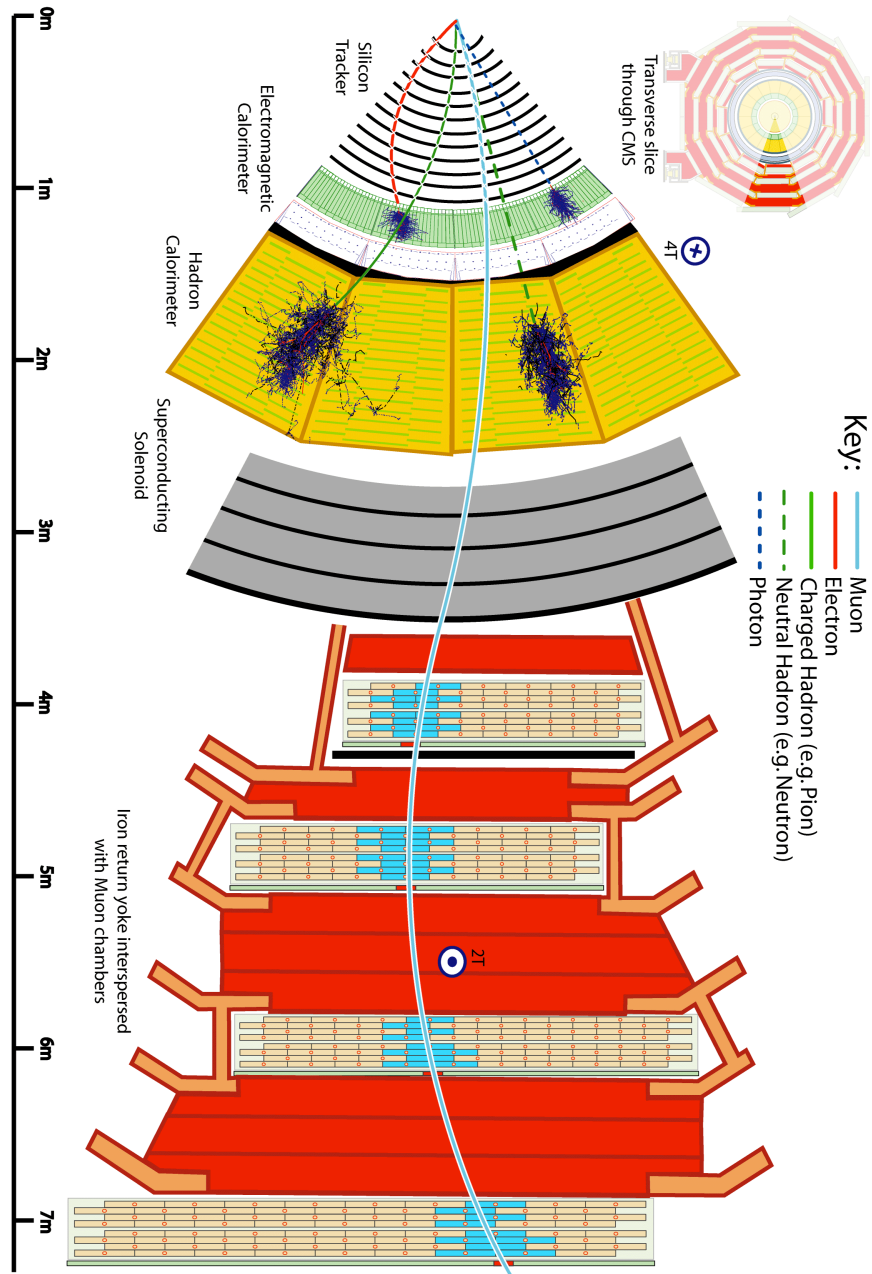 Key:
Muon
Electron
Charged Hadron (e.g. Pion)
Neutral Hadron (e.g. Neutron)
Photon
Transverse slice
through CMS
4T
2T
Silicon
Tracker
Electromagnetic
Calorimeter
Hadron
Calorimeter
Superconducting
Solenoid
Iron return yoke interspersed
with Muon chambers
0m
1m
2m
3m
4m
5m
6m
7m